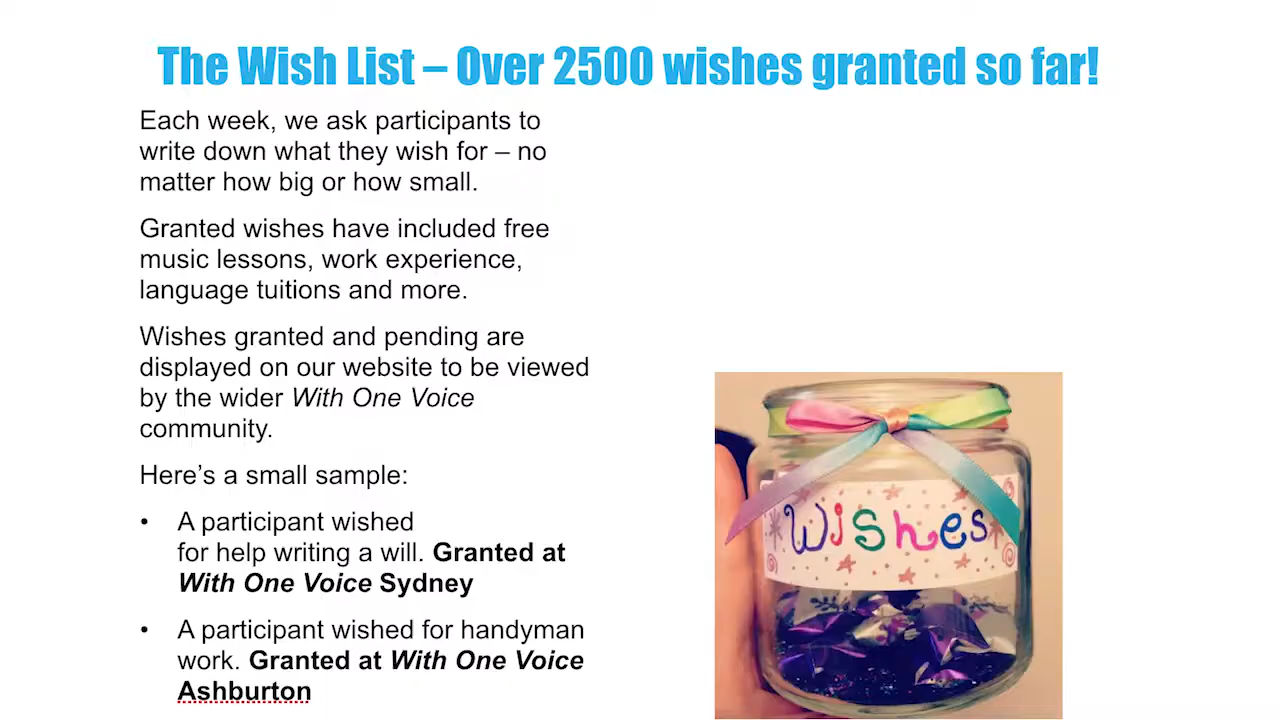 The Wish List – Over 2500 wishes granted so far!
Each week, we ask participants to
write down what they wish for – no
matter how big or how small.
Granted wishes have included free
music lessons, work experience,
language tuitions and more.
Wishes granted and pending are
displayed on our website to be viewed
by the wider With One Voice
community.
Here’s a small sample:
• A participant wished
for help writing a will. Granted at
With One Voice Sydney
• A participant wished for handyman
work. Granted at With One Voice
Ashburton
Wishes